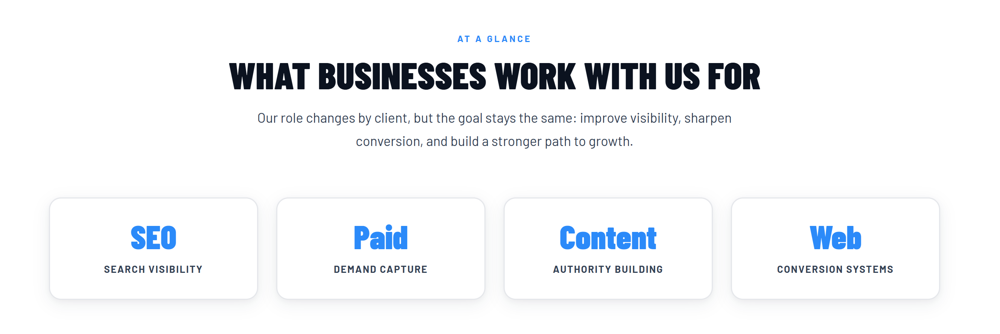 AT A GLANCE
WHAT BUSINESSES WORK WITH US FOR
Our role changes by client, but the goal stays the same: improve visibility, sharpen
conversion, and build a stronger path to growth.
SEO
SEARCH VISIBILITY
Paid
DEMAND CAPTURE
Content
AUTHORITY BUILDING
Web
CONVERSION SYSTEMS